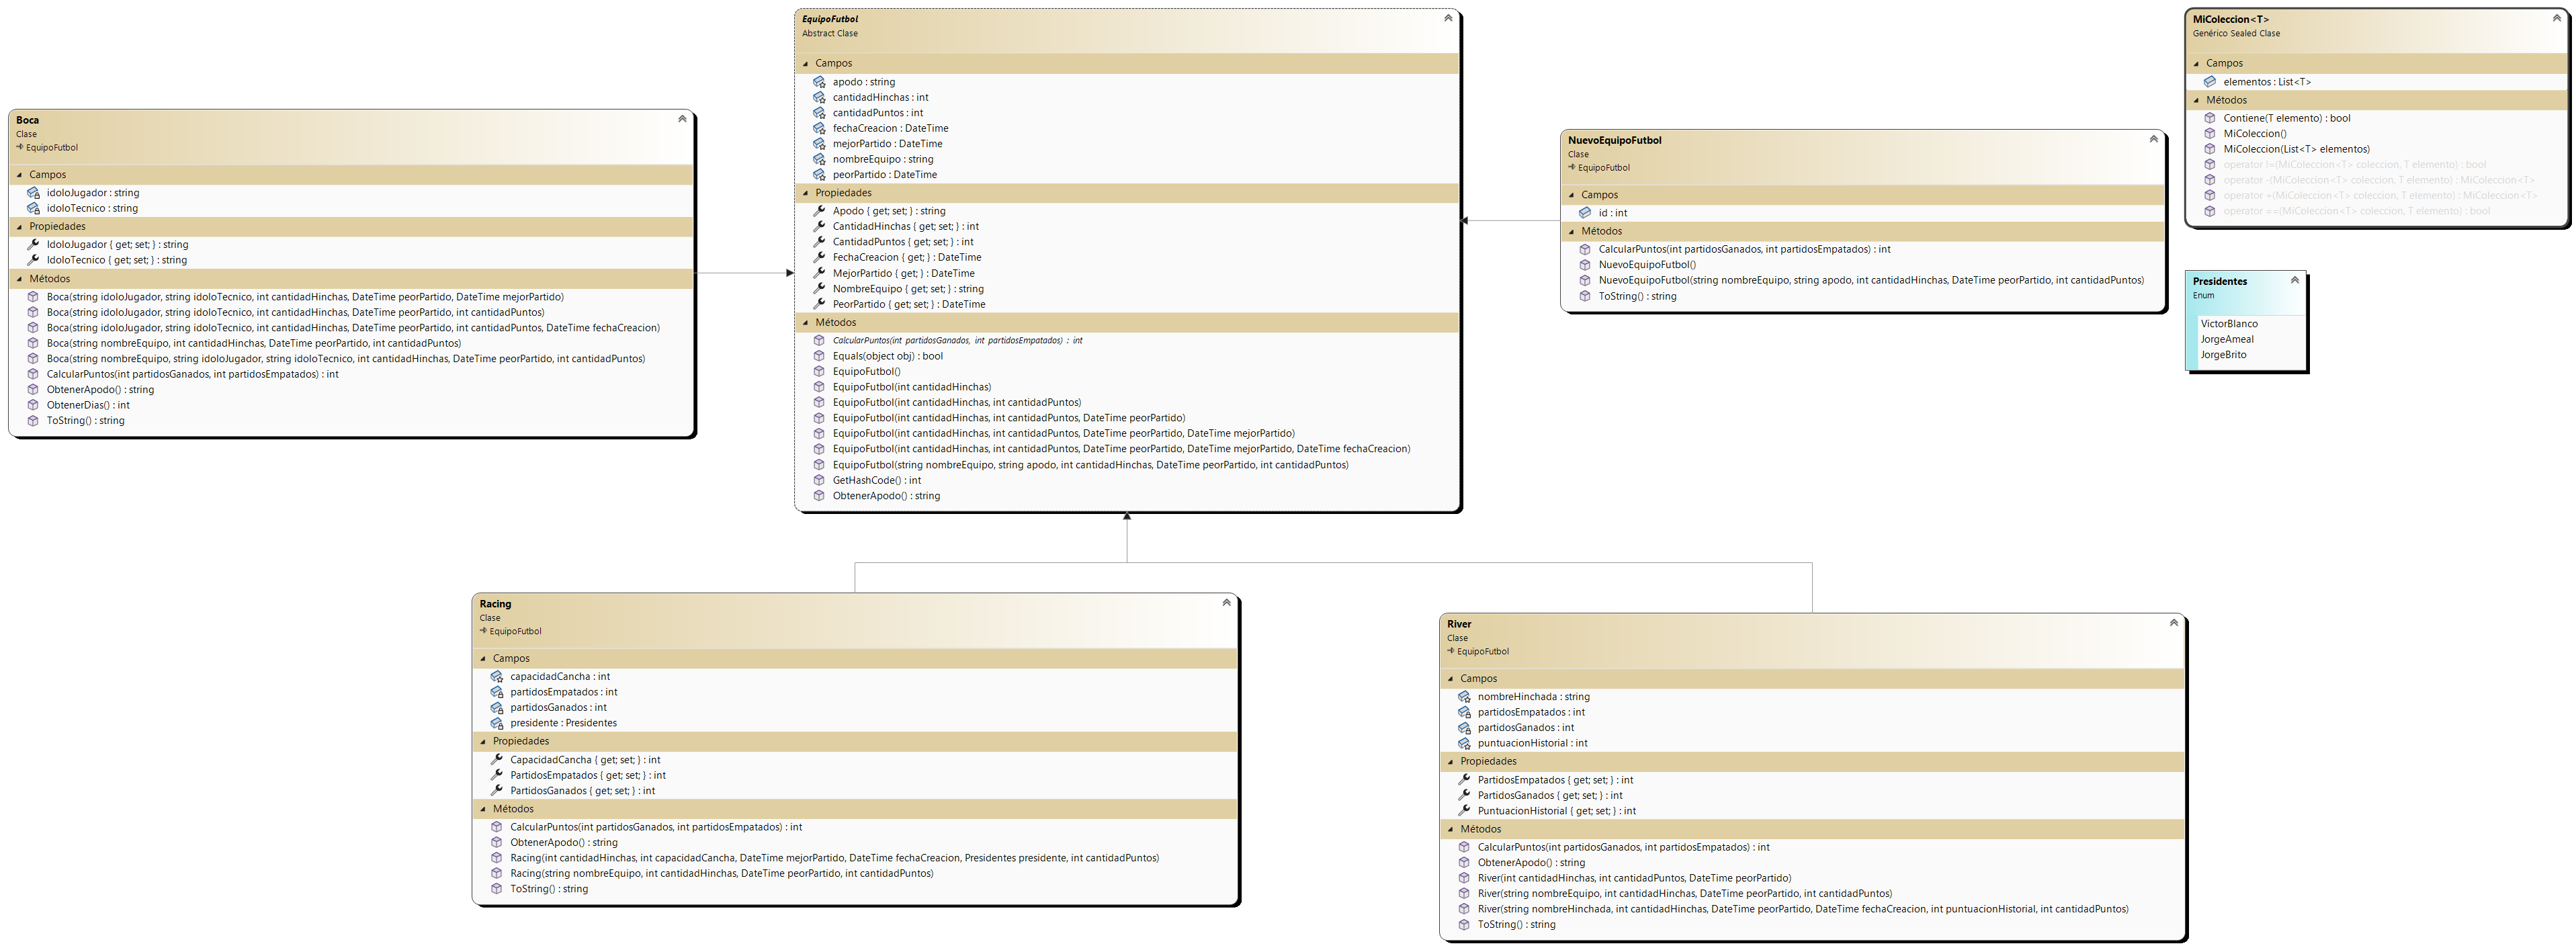 EquipoFutbol
Abstract Clase
Campos
apodo : string
cantidadHinchas : int
cantidadPuntos : int
fechaCreacion : DateTime
mejorPartido : DateTime
nombreEquipo : string
peorPartido : DateTime
Propiedades
Apodo { get; set; } : string
CantidadHinchas { get; set; } : int
CantidadPuntos { get; set; } : int
FechaCreacion { get; } : DateTime
MejorPartido { get; } : DateTime
NombreEquipo { get; set; } : string
PeorPartido { get; set; } : DateTime
Métodos
CalcularPuntos(int partidosGanados, int partidosEmpatados) : int
Equals(object obj) : bool
EquipoFutbol()
EquipoFutbol(int cantidadHinchas)
EquipoFutbol(int cantidadHinchas, int cantidadPuntos)
EquipoFutbol(int cantidadHinchas, int cantidadPuntos, DateTime peorPartido)
EquipoFutbol(int cantidadHinchas, int cantidadPuntos, DateTime peorPartido, DateTime mejorPartido)
EquipoFutbol(int cantidadHinchas, int cantidadPuntos, DateTime peorPartido, DateTime mejorPartido, DateTime fechaCreacion)
EquipoFutbol(string nombreEquipo, string apodo, int cantidadHinchas, DateTime peorPartido, int cantidadPuntos)
GetHashCode() : int
ObtenerApodo() : string
MiColeccion<T>
Genérico Sealed Clase
Campos
elementos : List<T>
Métodos
Contiene(T elemento) : bool
MiColeccion()
MiColeccion(List<T> elementos)
operator !=(MiColeccion<T> coleccion, T elemento) : bool
operator -(MiColeccion<T> coleccion, T elemento) : MiColeccion<T>
operator +(MiColeccion<T> coleccion, T elemento) : MiColeccion<T>
operator ==(MiColeccion<T> coleccion, T elemento) : bool
Boca
Clase
EquipoFutbol
Campos
idoloJugador : string
idoloTecnico : string
Propiedades
IdoloJugador { get; set; } : string
IdoloTecnico { get; set; } : string
Métodos
Boca(string idoloJugador, string idoloTecnico, int cantidadHinchas, DateTime peorPartido, DateTime mejorPartido)
Boca(string idoloJugador, string idoloTecnico, int cantidadHinchas, DateTime peorPartido, int cantidadPuntos)
Boca(string idoloJugador, string idoloTecnico, int cantidadHinchas, DateTime peorPartido, int cantidadPuntos, DateTime fechaCreacion)
Boca(string nombreEquipo, int cantidadHinchas, DateTime peorPartido, int cantidadPuntos)
Boca(string nombreEquipo, string idoloJugador, string idoloTecnico, int cantidadHinchas, DateTime peorPartido, int cantidadPuntos)
CalcularPuntos(int partidosGanados, int partidosEmpatados) : int
ObtenerApodo() : string
ObtenerDias() : int
ToString() : string
NuevoEquipoFutbol
Clase
EquipoFutbol
Campos
id : int
Métodos
CalcularPuntos(int partidosGanados, int partidosEmpatados) : int
NuevoEquipoFutbol()
NuevoEquipoFutbol(string nombreEquipo, string apodo, int cantidadHinchas, DateTime peorPartido, int cantidadPuntos)
ToString() : string
Presidentes
Enum
VictorBlanco
JorgeAmeal
JorgeBrito
Racing
Clase
EquipoFutbol
Campos
capacidadCancha : int
partidosEmpatados : int
partidosGanados : int
presidente : Presidentes
Propiedades
CapacidadCancha { get; set; } : int
PartidosEmpatados { get; set; } : int
PartidosGanados { get; set; } : int
Métodos
CalcularPuntos(int partidosGanados, int partidosEmpatados) : int
ObtenerApodo() : string
Racing(int cantidadHinchas, int capacidadCancha, DateTime mejorPartido, DateTime fechaCreacion, Presidentes presidente, int cantidadPuntos)
Racing(string nombreEquipo, int cantidadHinchas, DateTime peorPartido, int cantidadPuntos)
ToString() : string
River
Clase
EquipoFutbol
Campos
nombreHinchada : string
partidosEmpatados : int
partidosGanados : int
puntuacionHistorial : int
Propiedades
PartidosEmpatados { get; set; } : int
PartidosGanados { get; set; } : int
PuntuacionHistorial { get; set; } : int
Métodos
CalcularPuntos(int partidosGanados, int partidosEmpatados) : int
ObtenerApodo() : string
River(int cantidadHinchas, int cantidadPuntos, DateTime peorPartido)
River(string nombreEquipo, int cantidadHinchas, DateTime peorPartido, int cantidadPuntos)
River(string nombreHinchada, int cantidadHinchas, DateTime peorPartido, DateTime fechaCreacion, int puntuacionHistorial, int cantidadPuntos)
ToString() : string